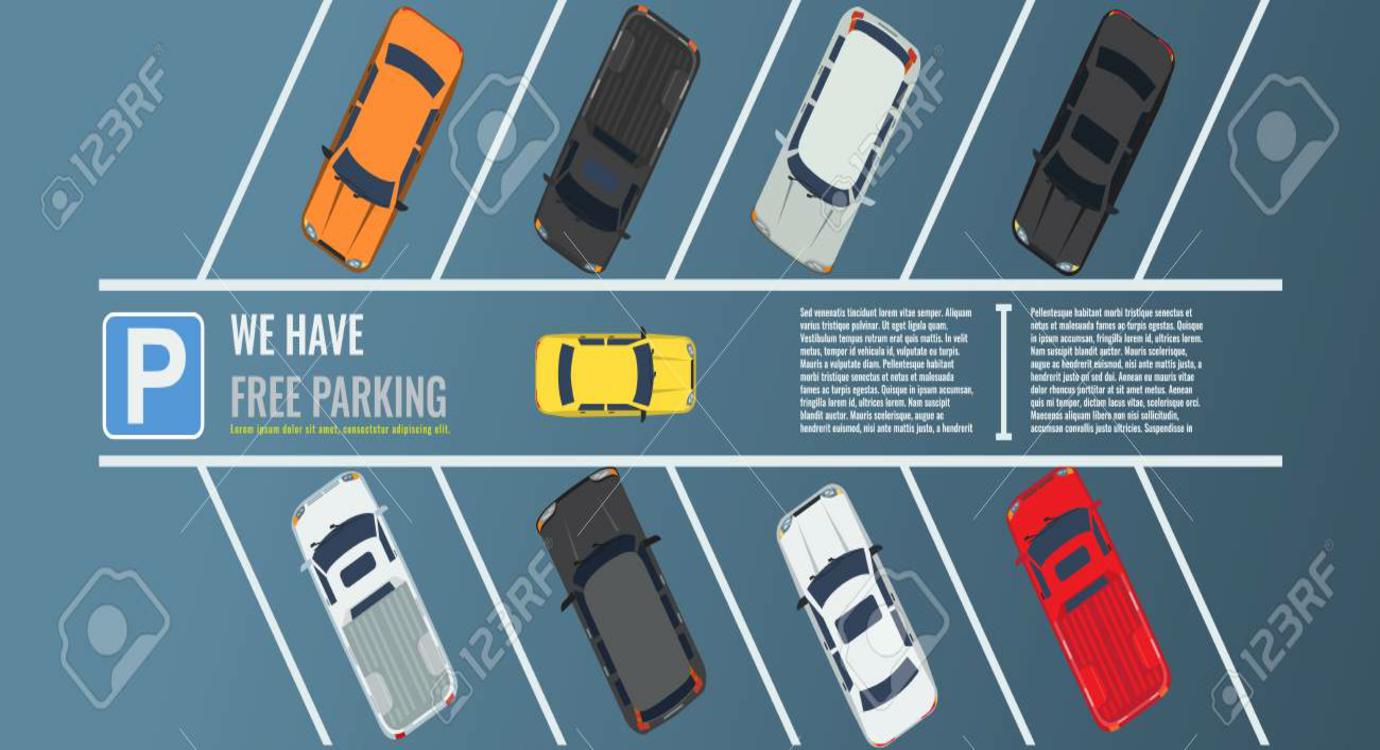 123RF
123RF
P
WE HAVE
FREE PARKING
Lorem ipsum dolor sit amet, consectetur adipiscing elit.
Sed venenatis tincidunt lorem vitae semper. Aliquam
varius tristique pulvinar. Ut eget ligula quam.
Vestibulum tempus rutrum erat quis mattis. In velit
metus, tempor id vehicula id, vulputate eu turpis.
Mauris a vulputate diam. Pellentesque habitant
morbi tristique senectus et netus et malesuada
fames ac turpis egestas. Quisque in ipsum accumsan,
fringilla lorem id, ultrices lorem. Nam suscipit
blandit auctor. Mauris scelerisque, augue ac
hendrerit euismod, nisi ante mattis justo, a hendrerit
Pellentesque habitant morbi tristique senectus et
netus et malesuada fames ac turpis egestas. Quisque
in ipsum accumsan, fringilla lorem id, ultrices lorem.
Nam suscipit blandit auctor. Mauris scelerisque,
augue ac hendrerit euismod, nisi ante mattis justo, a
hendrerit justo pri sed dui. Aenean eu mauris vitae
dolor rhoncus porttitor at sit amet metus. Aenean
quis mi tempor, dictum lacus vitae, scelerisque orci.
Maecenas aliquam libero non nisi sollicitudin,
accumsan convallis justo ultricies. Suspendisse in
123RF
123RF